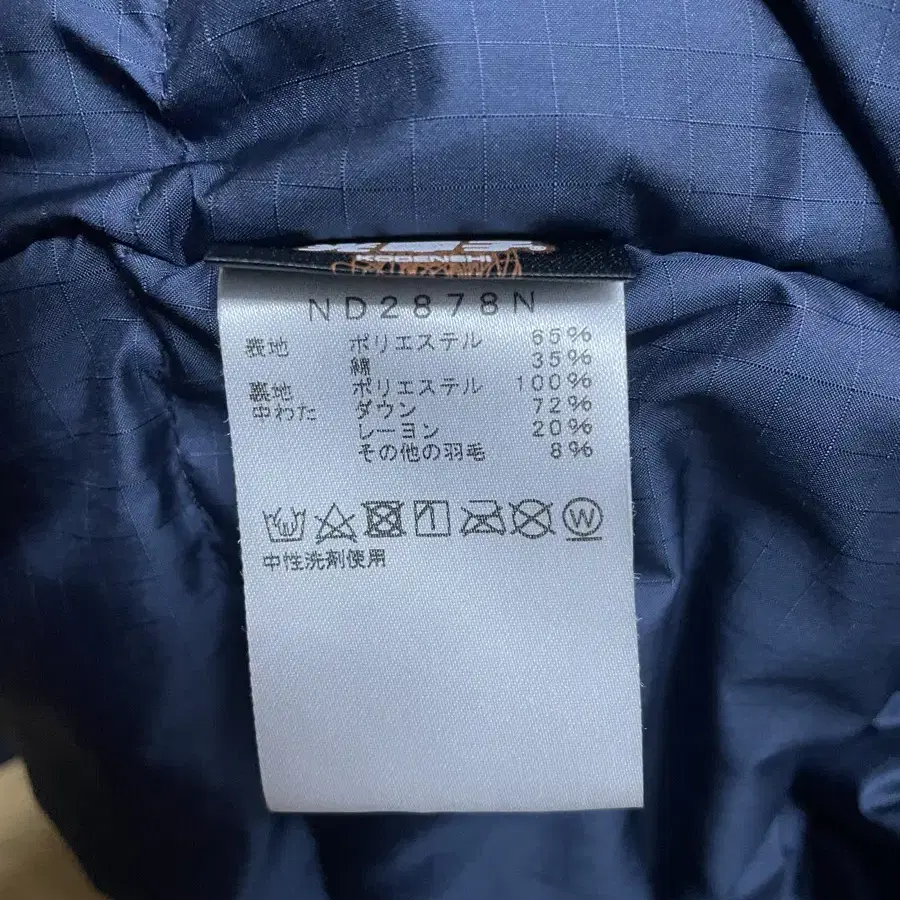 KODENSHI
ND2878N
表地 ポリエステル 65%
綿 35%
裏地 ポリエステル 100%
中わた ダウン 72%
レーヨン 20%
その他の羽毛 8%
W
中性洗剤使用